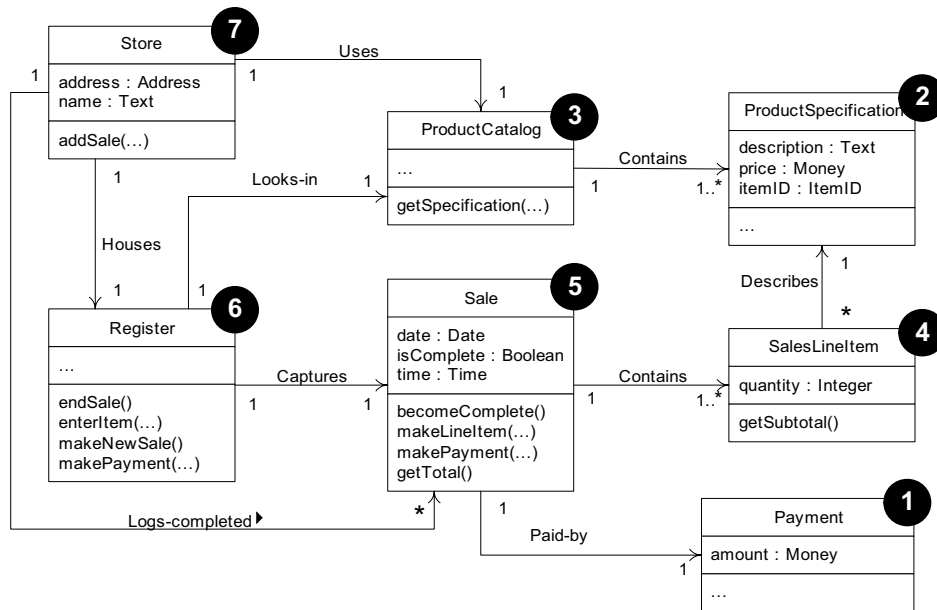 7
Store
address : Address
name : Text
addSale(...)
1
1
1
Uses
1
3
ProductCatalog
...
getSpecification(...)
Contains
1
1..*
2
ProductSpecification
description : Text
price : Money
itemID : ItemID
...
Looks-in
1
1
Houses
1
6
Register
...
endSale()
enterItem(...)
makeNewSale()
makePayment(...)
Captures
1
1
5
Sale
date : Date
isComplete : Boolean
time : Time
becomeComplete()
makeLineItem(...)
makePayment(...)
getTotal()
Contains
1
1..*
Describes
1
*
4
SalesLineItem
quantity : Integer
getSubtotal()
Logs-completed
*
1
Paid-by
1
1
Payment
amount : Money
...